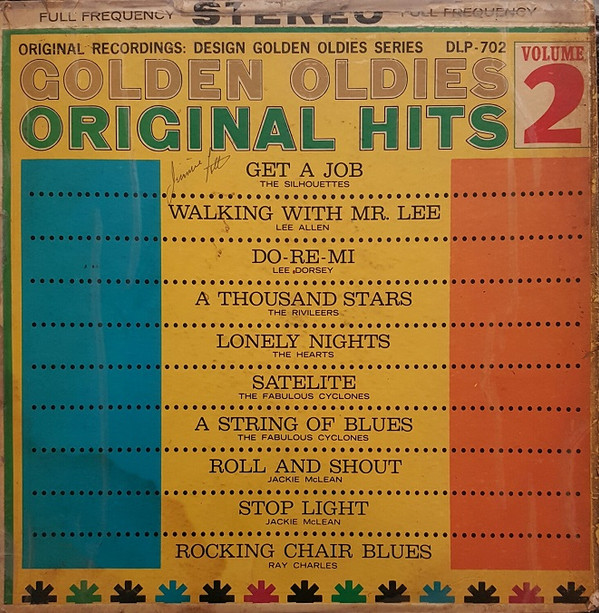 FULL FREQUENCY STEREO FULL FREQUENCY
ORIGINAL RECORDINGS: DESIGN GOLDEN OLDIES SERIES DLP-702
GOLDEN OLDIES
ORIGINAL HITS
VOLUME
2
GET A JOB
THE SILHOUETTES
WALKING WITH MR. LEE
LEE ALLEN
DO-RE-MI
LEE DORSEY
A THOUSAND STARS
THE RIVILEERS
LONELY NIGHTS
THE HEARTS
SATELITE
THE FABULOUS CYCLONES
A STRING OF BLUES
THE FABULOUS CYCLONES
ROLL AND SHOUT
JACKIE McLEAN
STOP LIGHT
JACKIE McLEAN
ROCKING CHAIR BLUES
RAY CHARLES